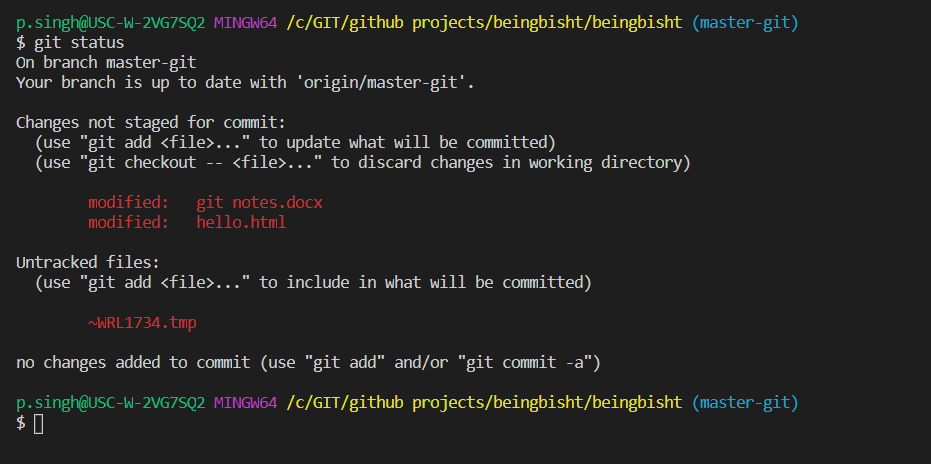 p.singh@USC-W-2VG7SQ2 MINGW64 /c/GIT/github projects/beingbisht/beingbisht (master-git)
$ git status
On branch master-git
Your branch is up to date with 'origin/master-git'.
Changes not staged for commit:
(use "git add <file>..." to update what will be committed)
(use "git checkout -- <file>..." to discard changes in working directory)
modified:   git notes.docx
modified:   hello.html
Untracked files:
(use "git add <file>..." to include in what will be committed)
~WRL1734.tmp
no changes added to commit (use "git add" and/or "git commit -a")
p.singh@USC-W-2VG7SQ2 MINGW64 /c/GIT/github projects/beingbisht/beingbisht (master-git)
$